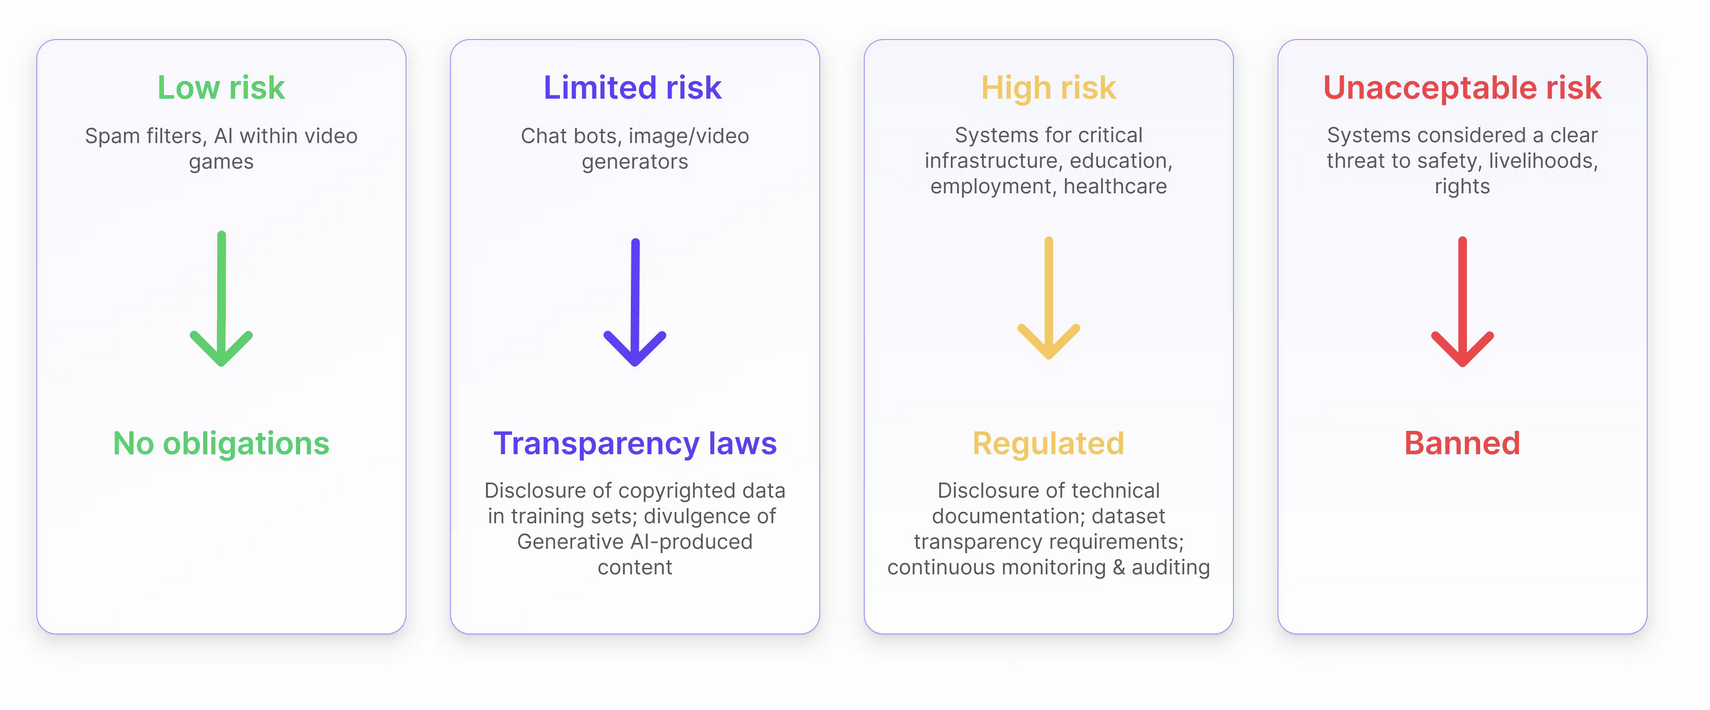 Low risk
Spam filters, AI within video
games
No obligations
Limited risk
Chat bots, image/video
generators
Transparency laws
Disclosure of copyrighted data
in training sets; divulgence of
Generative AI-produced
content
High risk
Systems for critical
infrastructure, education,
employment, healthcare
Regulated
Disclosure of technical
documentation; dataset
transparency requirements;
continuous monitoring & auditing
Unacceptable risk
Systems considered a clear
threat to safety, livelihoods,
rights
Banned